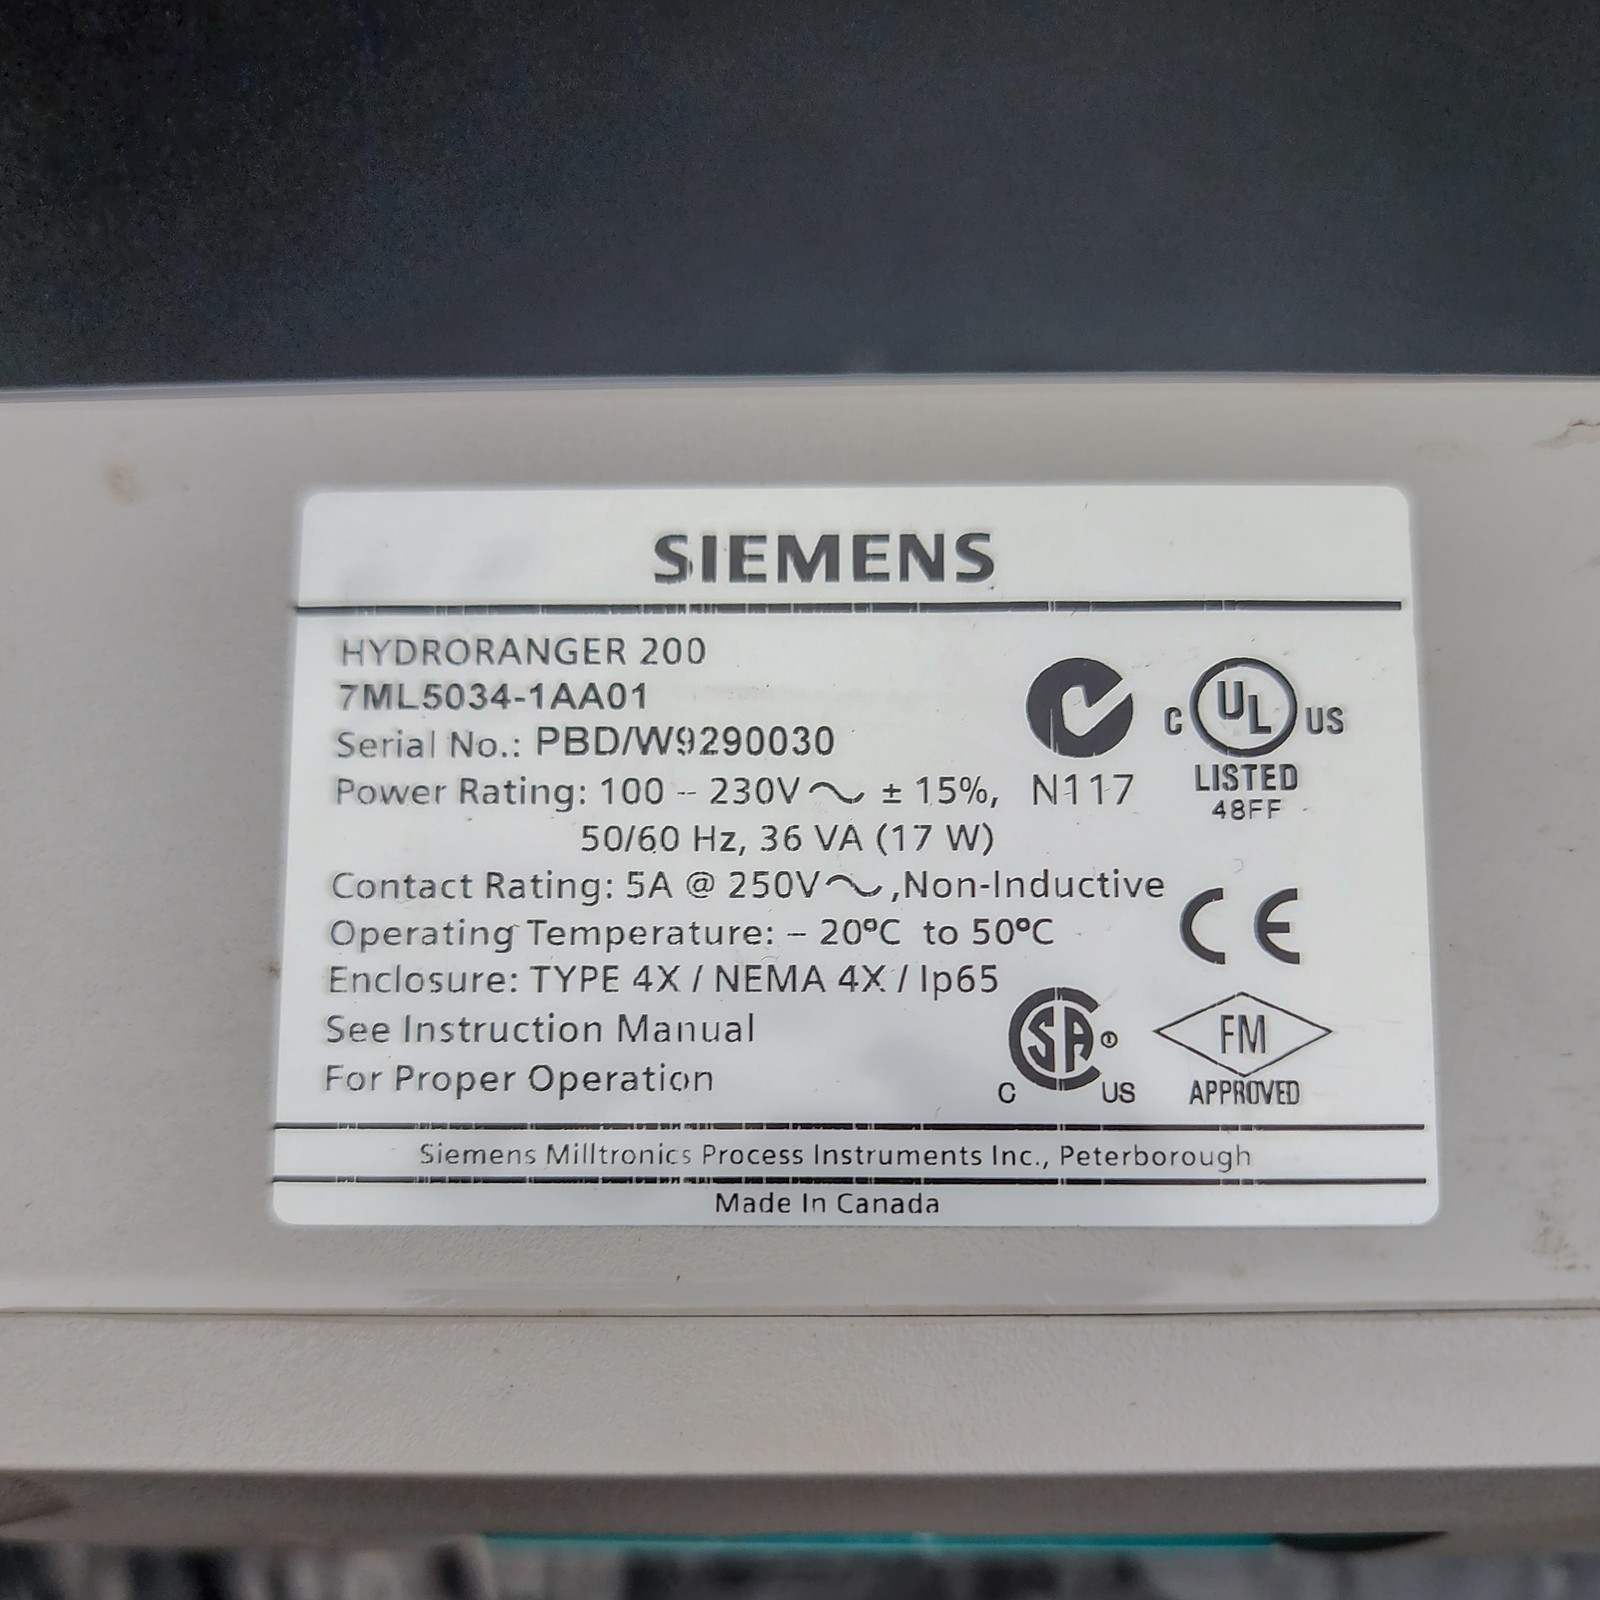 SIEMENS
HYDRORANGER 200
7ML5034-1AA01
Serial No.: PBD/W9290030
Power Rating: 100 – 230V ~ ± 15%,
50/60 Hz, 36 VA (17 W)
Contact Rating: 5A @ 250V ~ ,Non-Inductive
Operating Temperature: – 20ºC to 50ºC
Enclosure: TYPE 4X / NEMA 4X / Ip65
See Instruction Manual
For Proper Operation
N117
C UL US
LISTED
48FF
CE
C SA US
FM
APPROVED
Siemens Milltronics Process Instruments Inc., Peterborough
Made In Canada